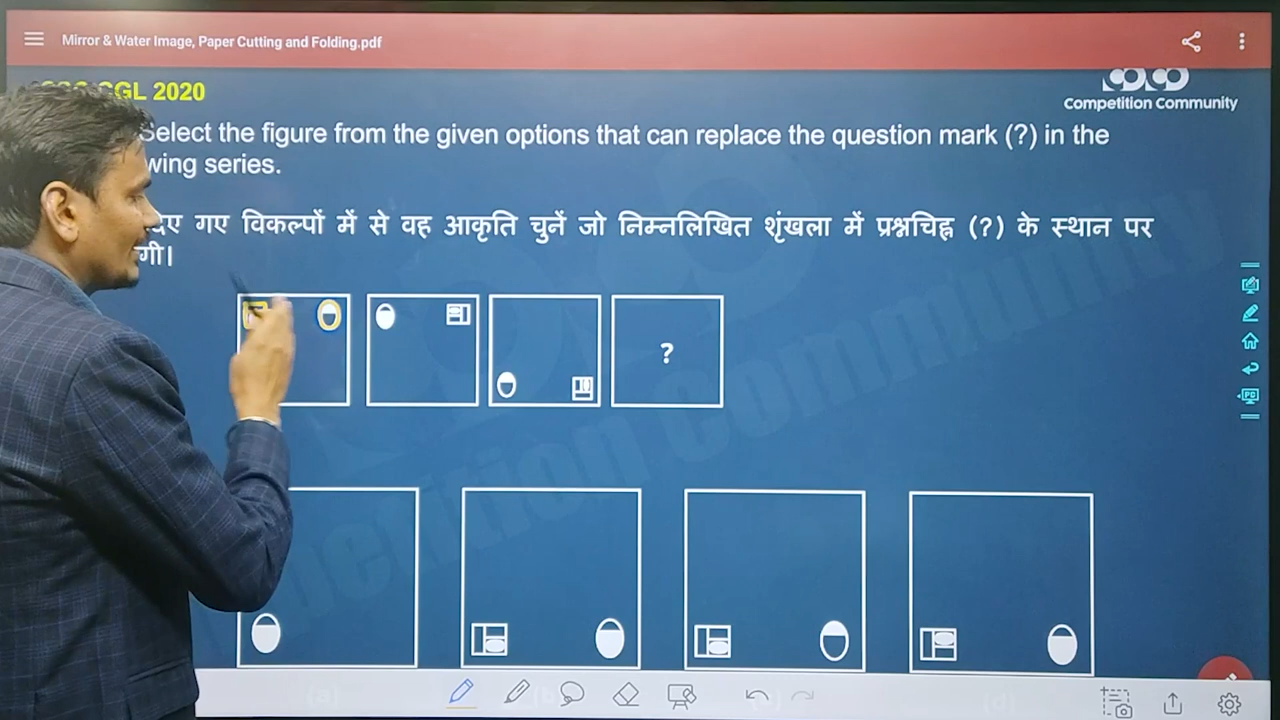 Mirror & Water Image, Paper Cutting and Folding.pdf
CGL 2020
Competition Community
Select the figure from the given options that can replace the question mark (?) in the
wing series.
गए विकल्पों में से वह आकृति चुनें जो निम्नलिखित शृंखला में प्रश्नचिह्न (?) के स्थान पर
गी।
?